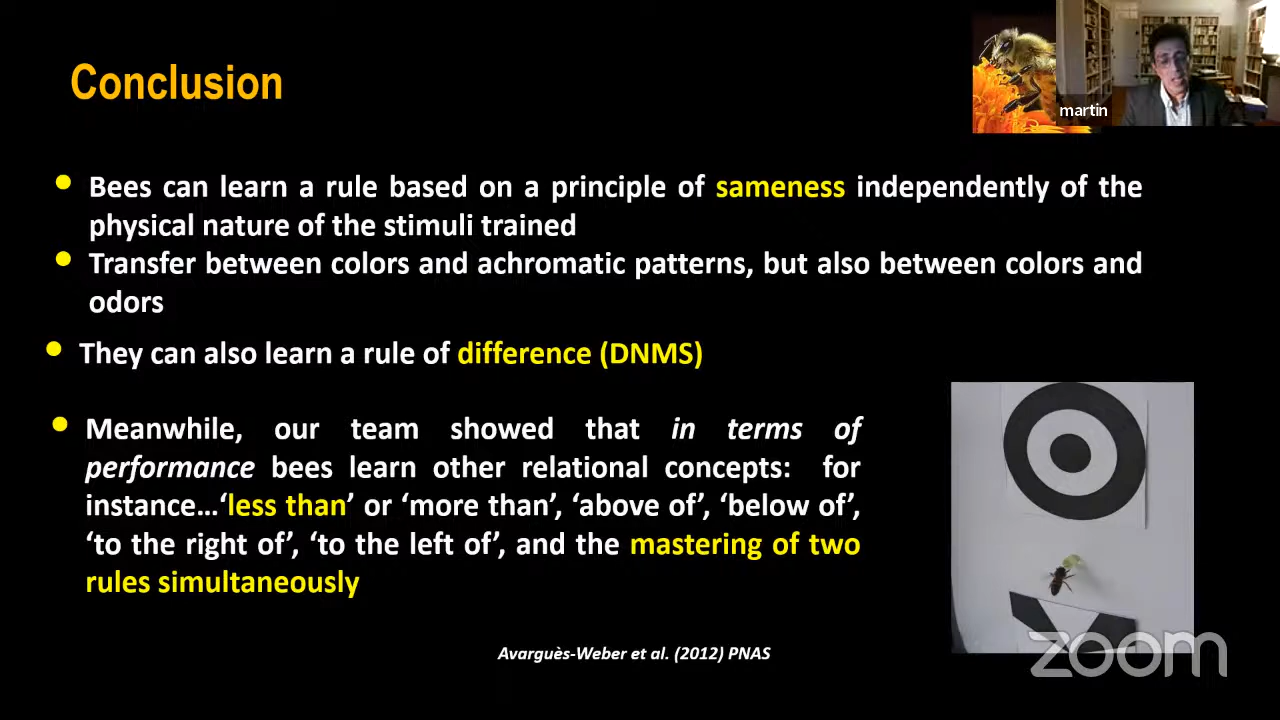 Conclusion
martin
Bees can learn a rule based on a principle of sameness independently of the
physical nature of the stimuli trained
Transfer between colors and achromatic patterns, but also between colors and
odors
They can also learn a rule of difference (DNMS)
Meanwhile, our team showed that in terms of
performance bees learn other relational concepts: for
instance…‘less than’ or ‘more than’, ‘above of’, ‘below of’,
‘to the right of’, ‘to the left of’, and the mastering of two
rules simultaneously
Avarguès-Weber et al. (2012) PNAS
zoom